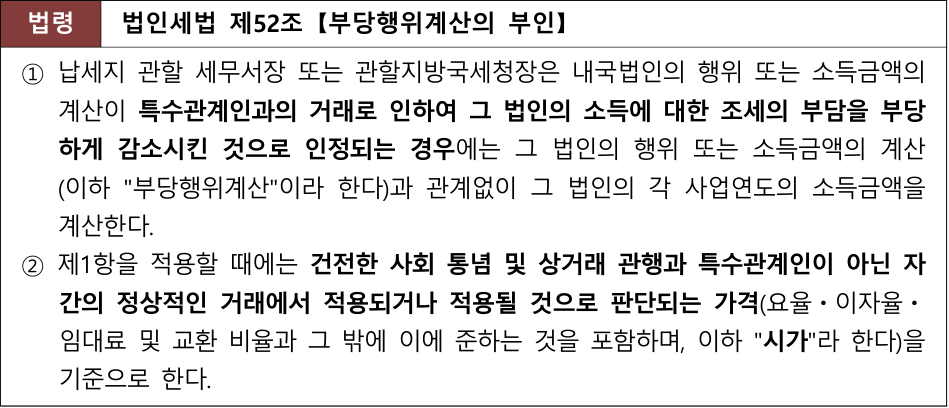 법령 법인세법 제52조【부당행위계산의 부인】
① 납세지 관할 세무서장 또는 관할지방국세청장은 내국법인의 행위 또는 소득금액의
계산이 특수관계인과의 거래로 인하여 그 법인의 소득에 대한 조세의 부담을 부당
하게 감소시킨 것으로 인정되는 경우에는 그 법인의 행위 또는 소득금액의 계산
(이하 "부당행위계산"이라 한다)과 관계없이 그 법인의 각 사업연도의 소득금액을
계산한다.
② 제1항을 적용할 때에는 건전한 사회 통념 및 상거래 관행과 특수관계인이 아닌 자
간의 정상적인 거래에서 적용되거나 적용될 것으로 판단되는 가격(요율・이자율・
임대료 및 교환 비율과 그 밖에 이에 준하는 것을 포함하며, 이하 "시가"라 한다)을
기준으로 한다.